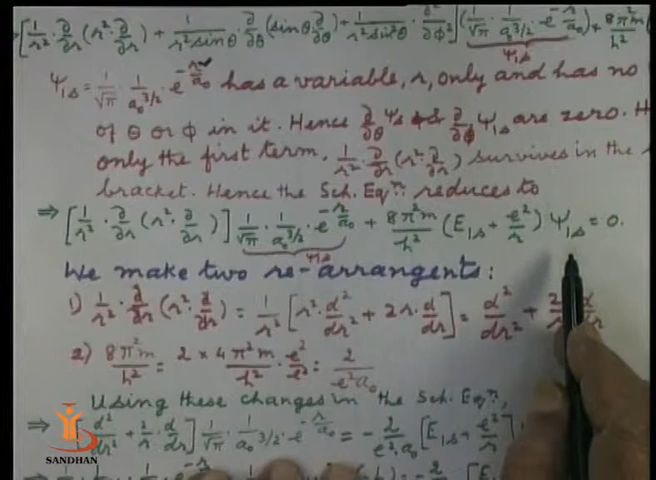 [1/r² · ∂/∂r (r² · ∂/∂r) + 1/r² sinθ · ∂/∂θ (sinθ ∂/∂θ) + 1/r² sin²θ · ∂²/∂φ²] (1/√π · 1/a₀^3/2 · e^-r/a₀) + 8π²m/h²
ψ₁s
ψ₁s = 1/√π · 1/a₀^3/2 · e^-r/a₀ has a variable, r, only and has no
of θ or φ in it. Hence ∂/∂θ ψ₁s & ∂/∂φ ψ₁s are zero. H
only the first term, 1/r² · ∂/∂r (r² · ∂/∂r) survives in the
bracket. Hence the Sch. Eqn. reduces to
⇒ [1/r² · ∂/∂r (r² · ∂/∂r)] 1/√π · 1/a₀^3/2 · e^-r/a₀ + 8π²m/h² (E₁s + e²/r) ψ₁s = 0.
ψ₁s
We make two re-arrangents:
1) 1/r² · ∂/∂r (r² · ∂/∂r) = 1/r² [r² · d²/dr² + 2r · d/dr] = d²/dr² + 2/r d/dr
2) 8π²m/h² = 2 × 4π²m/h² · e²/e² = 2/e²a₀
Using these changes in the Sch. Eqn,
⇒ [d²/dr² + 2/r · d/dr] 1/√π · 1/a₀^3/2 · e^-r/a₀ = - 2/e²·a₀ [E₁s + e²/r]
SANDHAN